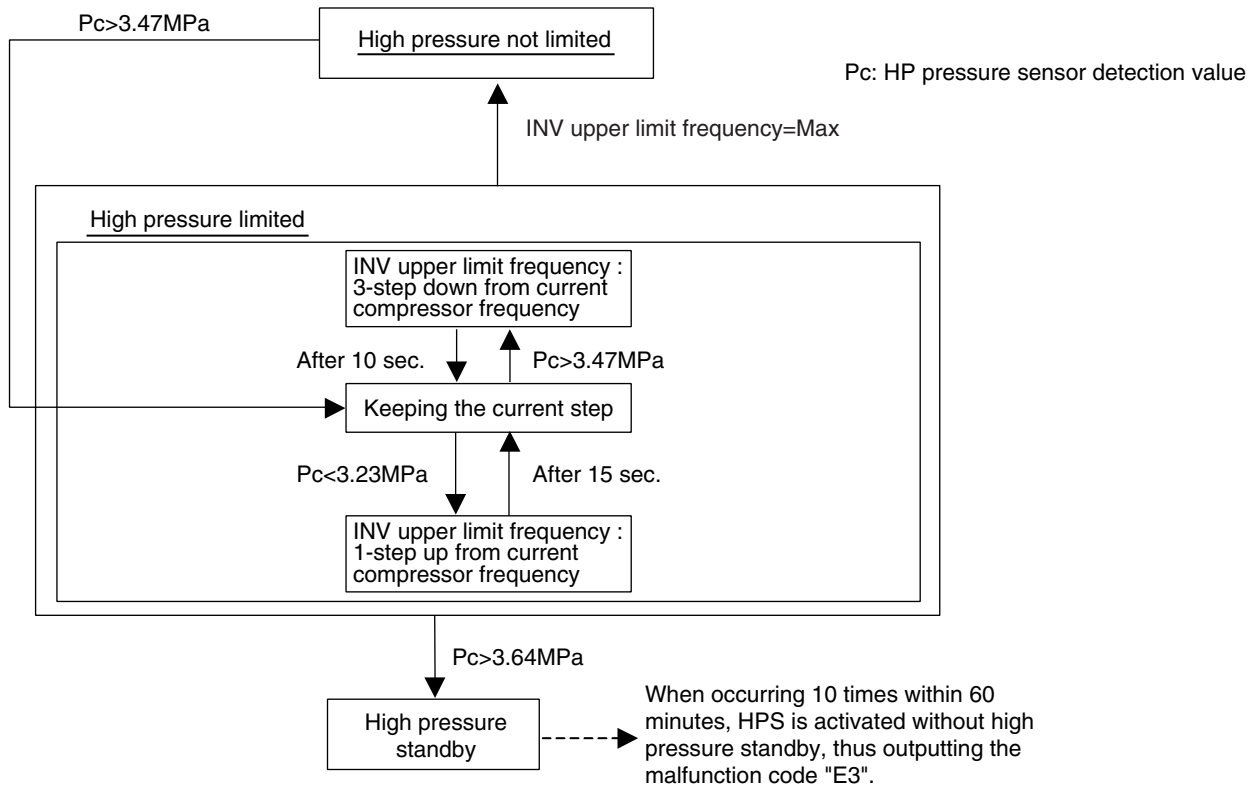 Pc>3.47MPa
High pressure not limited
Pc: HP pressure sensor detection value
INV upper limit frequency=Max
High pressure limited
INV upper limit frequency :
3-step down from current
compressor frequency
After 10 sec.
Pc>3.47MPa
Keeping the current step
Pc<3.23MPa
After 15 sec.
INV upper limit frequency :
1-step up from current
compressor frequency
Pc>3.64MPa
High pressure
standby
When occurring 10 times within 60
minutes, HPS is activated without high
pressure standby, thus outputting the
malfunction code "E3".